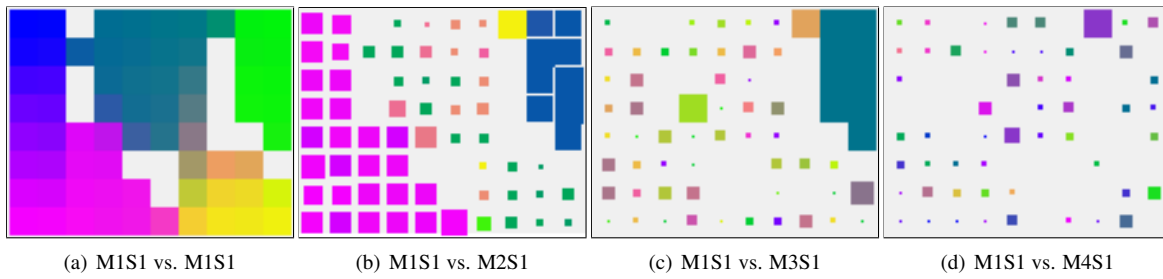 (a) M1S1 vs. M1S1
(b) M1S1 vs. M2S1
(c) M1S1 vs. M3S1
(d) M1S1 vs. M4S1